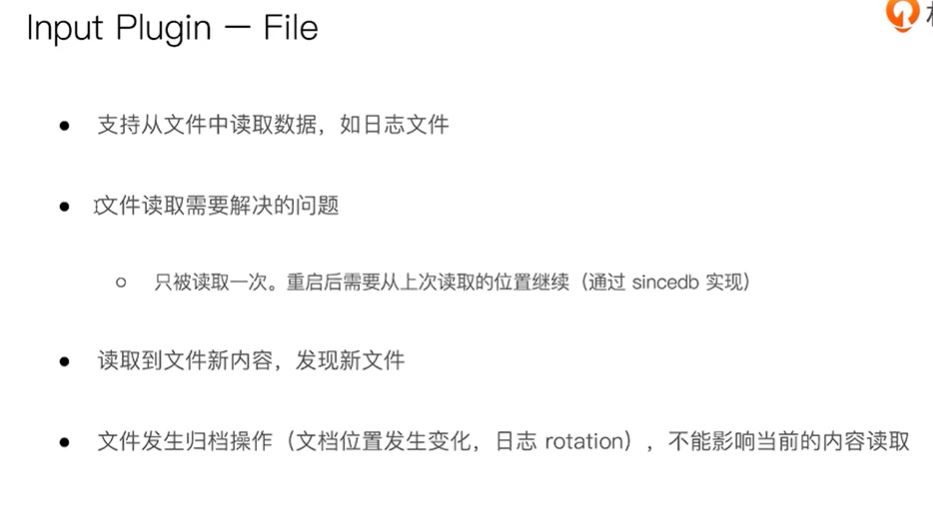 Input Plugin — File
● 支持从文件中读取数据，如日志文件
● 文件读取需要解决的问题
○ 只被读取一次。重启后需要从上次读取的位置继续（通过 sincedb 实现）
● 读取到文件新内容，发现新文件
● 文件发生归档操作（文档位置发生变化，日志 rotation），不能影响当前的内容读取